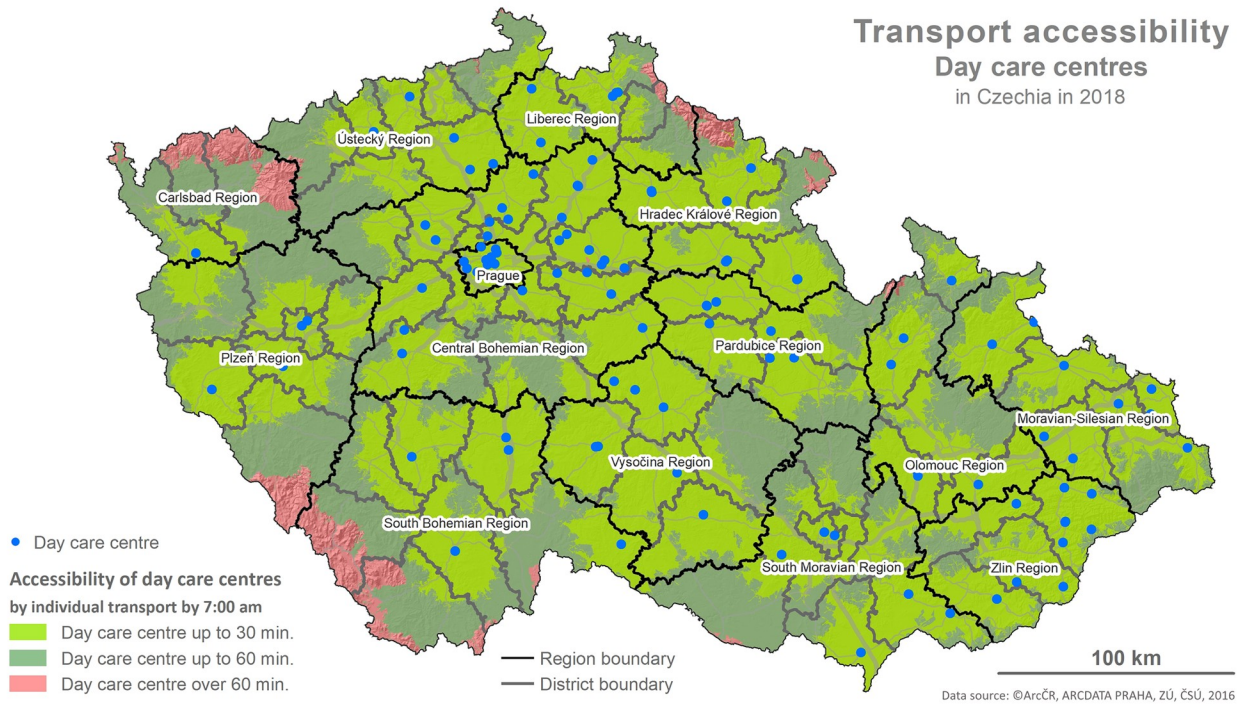 Transport accessibility
Day care centres
in Czechia in 2018
Liberec Region
Ústecký Region
Carlsbad Region
Hradec Králové Region
Prague
Central Bohemian Region
Pardubice Region
Plzeň Region
Moravian-Silesian Region
Vysočina Region
Olomouc Region
South Bohemian Region
South Moravian Region
Zlin Region
Day care centre
Accessibility of day care centres
by individual transport by 7:00 am
Day care centre up to 30 min.
Day care centre up to 60 min.
Day care centre over 60 min.
Region boundary
District boundary
100 km
Data source: ©ArcČR, ARCDATA PRAHA, ZÚ, ČSÚ, 2016